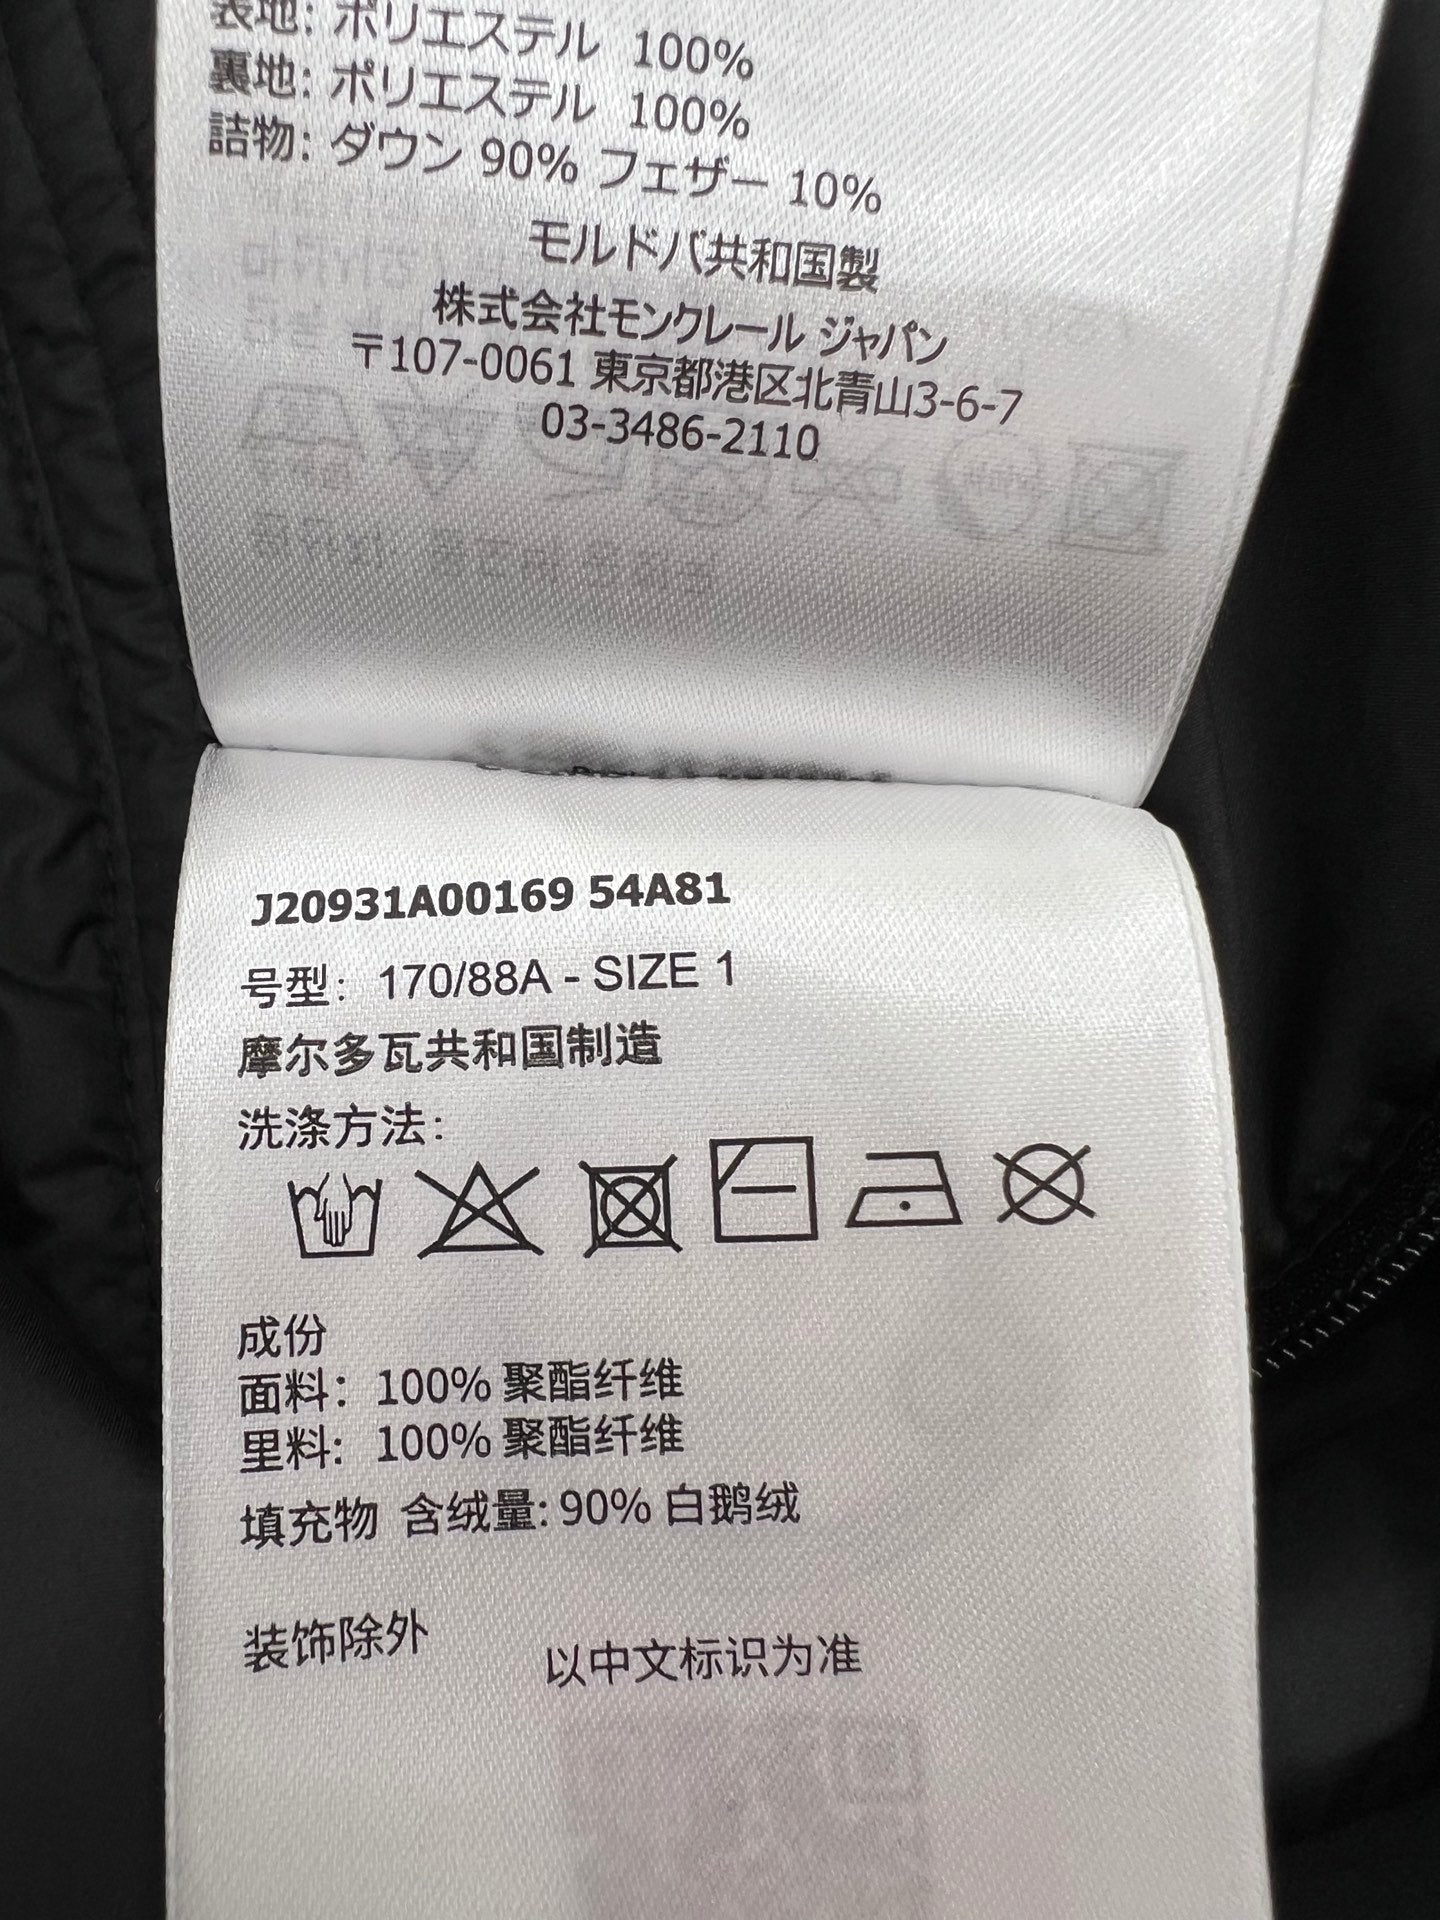 表地: ポリエステル 100%
裏地: ポリエステル 100%
詰物: ダウン 90% フェザー 10%
モルドバ共和国製
株式会社モンクレール ジャパン
〒107-0061 東京都港区北青山3-6-7
03-3486-2110
J20931A00169 54A81
号型: 170/88A - SIZE 1
摩尔多瓦共和国制造
洗涤方法:
成份
面料: 100% 聚酯纤维
里料: 100% 聚酯纤维
填充物 含绒量: 90% 白鹅绒
装饰除外
以中文标识为准